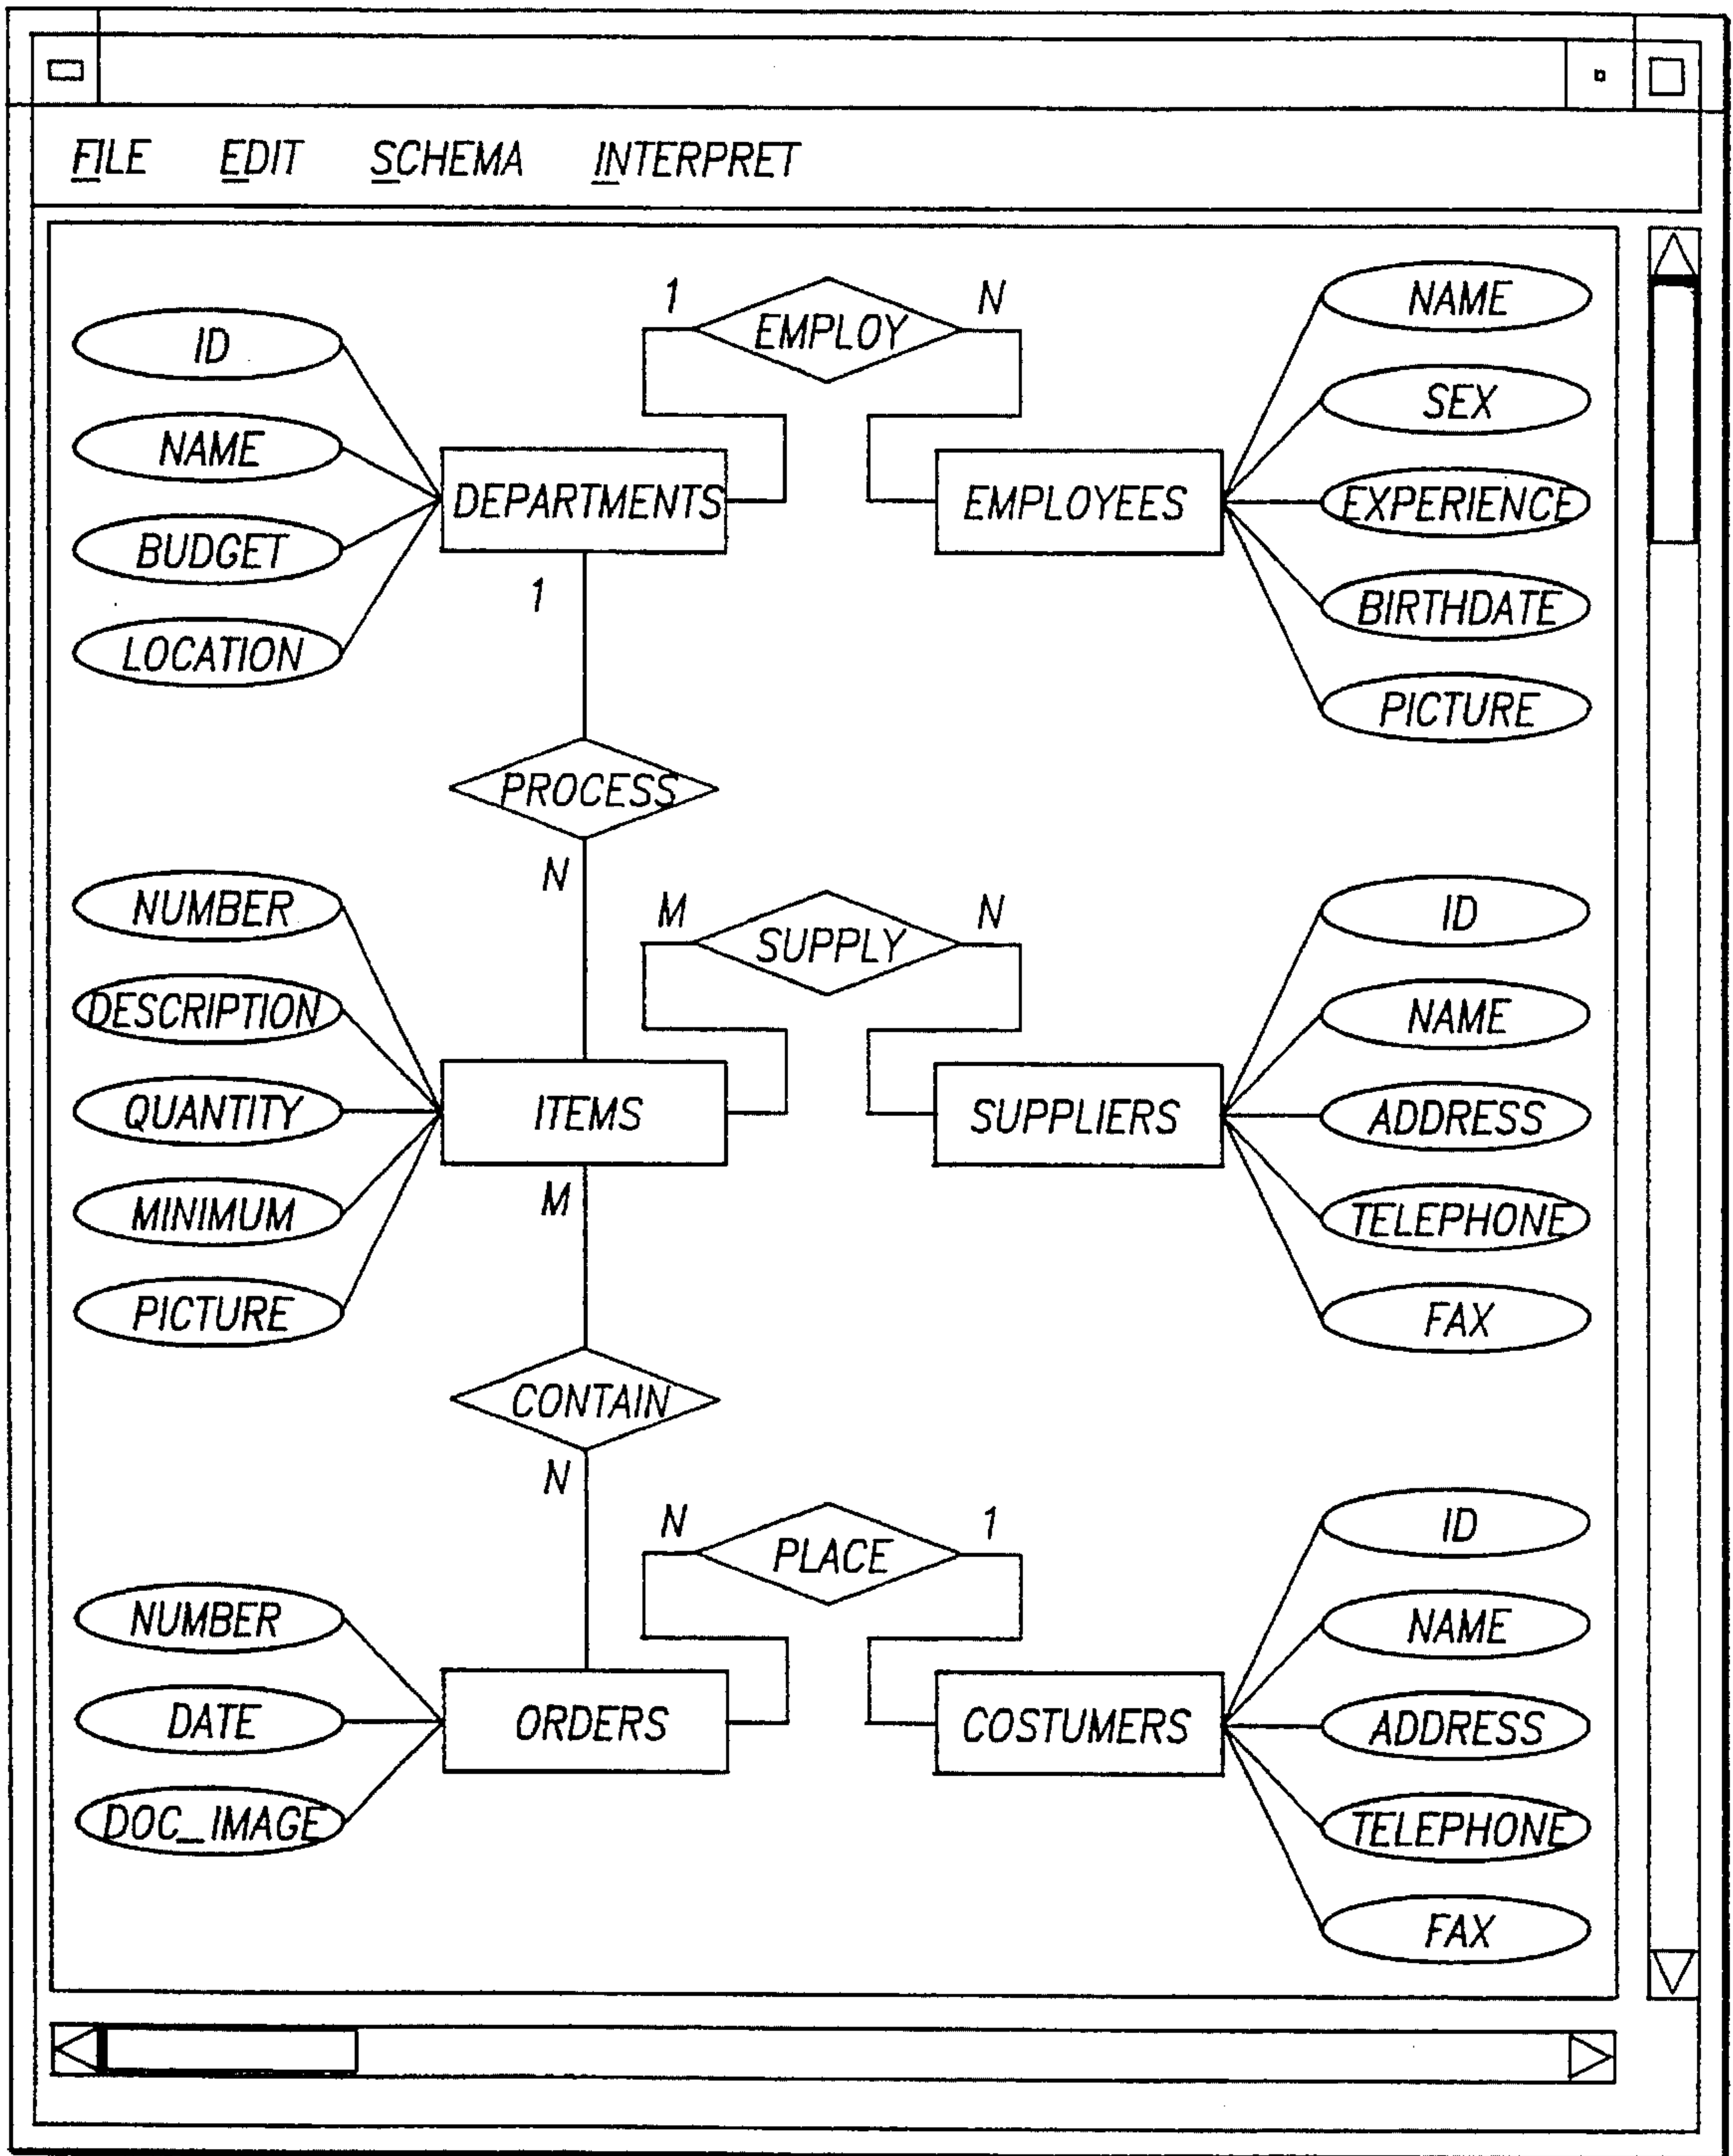 FILE EDIT SCHEMA INTERPRET
1 EMPLOY N
NAME
ID
SEX
NAME
DEPARTMENTS
EMPLOYEES
EXPERIENCE
BUDGET
1
BIRTHDATE
LOCATION
PICTURE
PROCESS
N
NUMBER
M SUPPLY N
ID
DESCRIPTION
NAME
QUANTITY
ITEMS
SUPPLIERS
ADDRESS
M
MINIMUM
TELEPHONE
PICTURE
FAX
CONTAIN
N
N PLACE 1
ID
NUMBER
NAME
DATE
ORDERS
COSTUMERS
ADDRESS
DOC_IMAGE
TELEPHONE
FAX